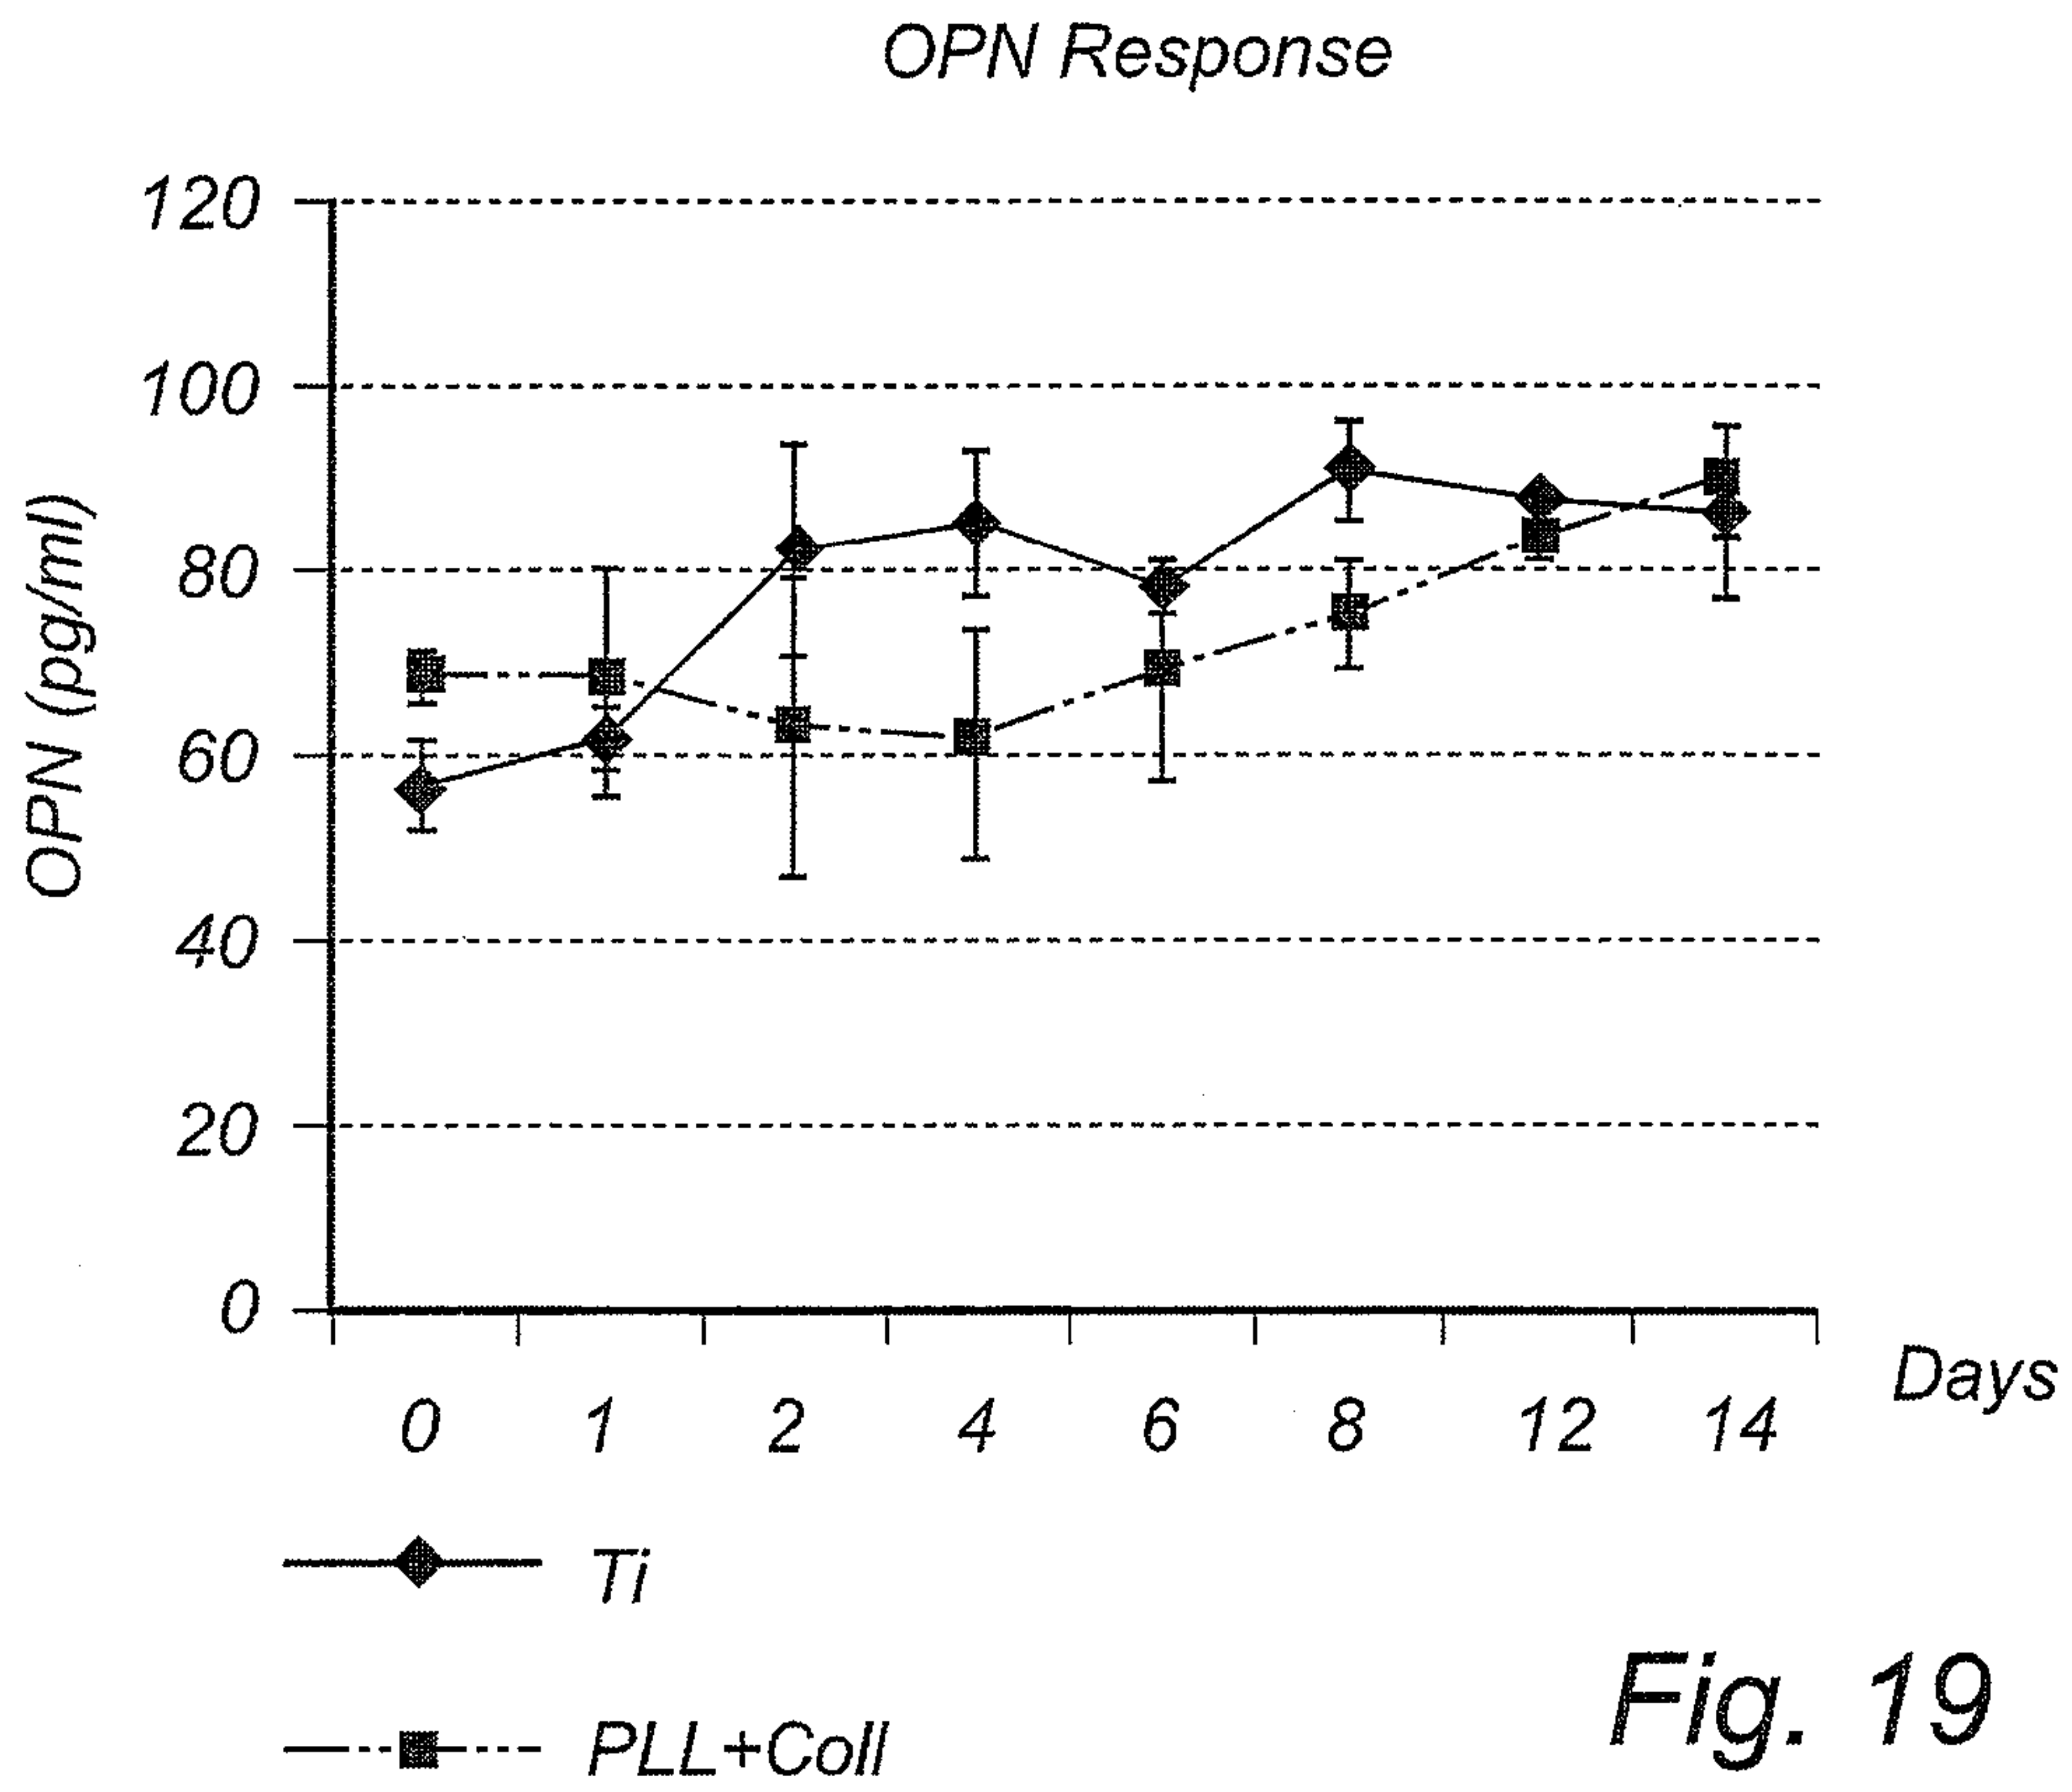 OPN Response
OPN (pg/ml)
120
100
80
60
40
20
0
0 1 2 4 6 8 12 14
Days
Ti
PLL+Coll
Fig. 19